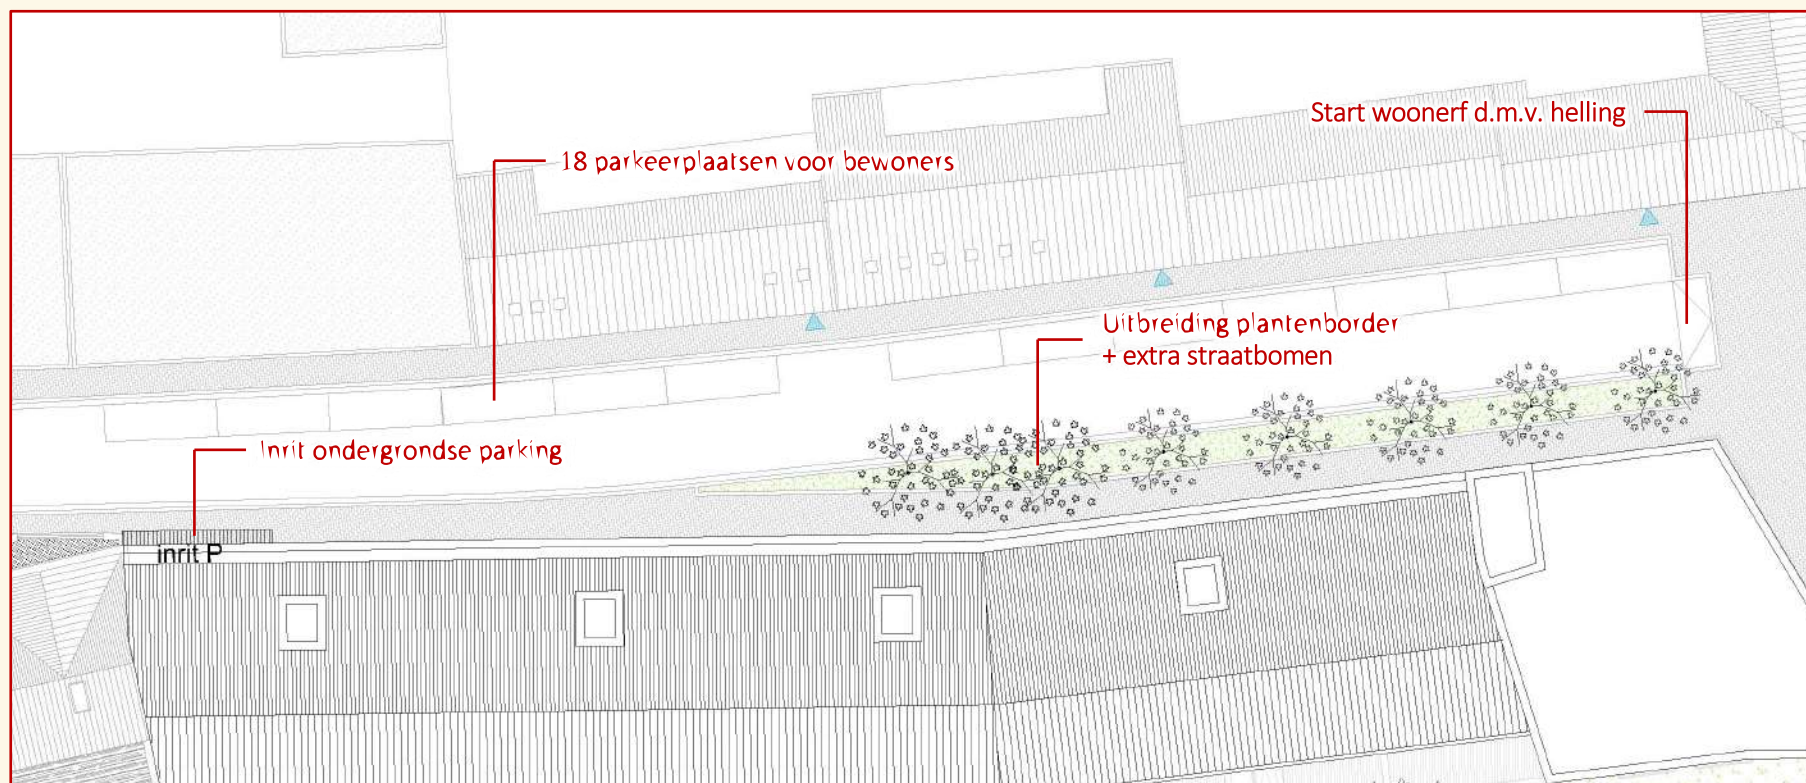 Start woonerf d.m.v. helling
18 parkeerplaatsen voor bewoners
Uitbreiding plantenborder
+ extra straatbomen
Inrit ondergrondse parking
inrit P